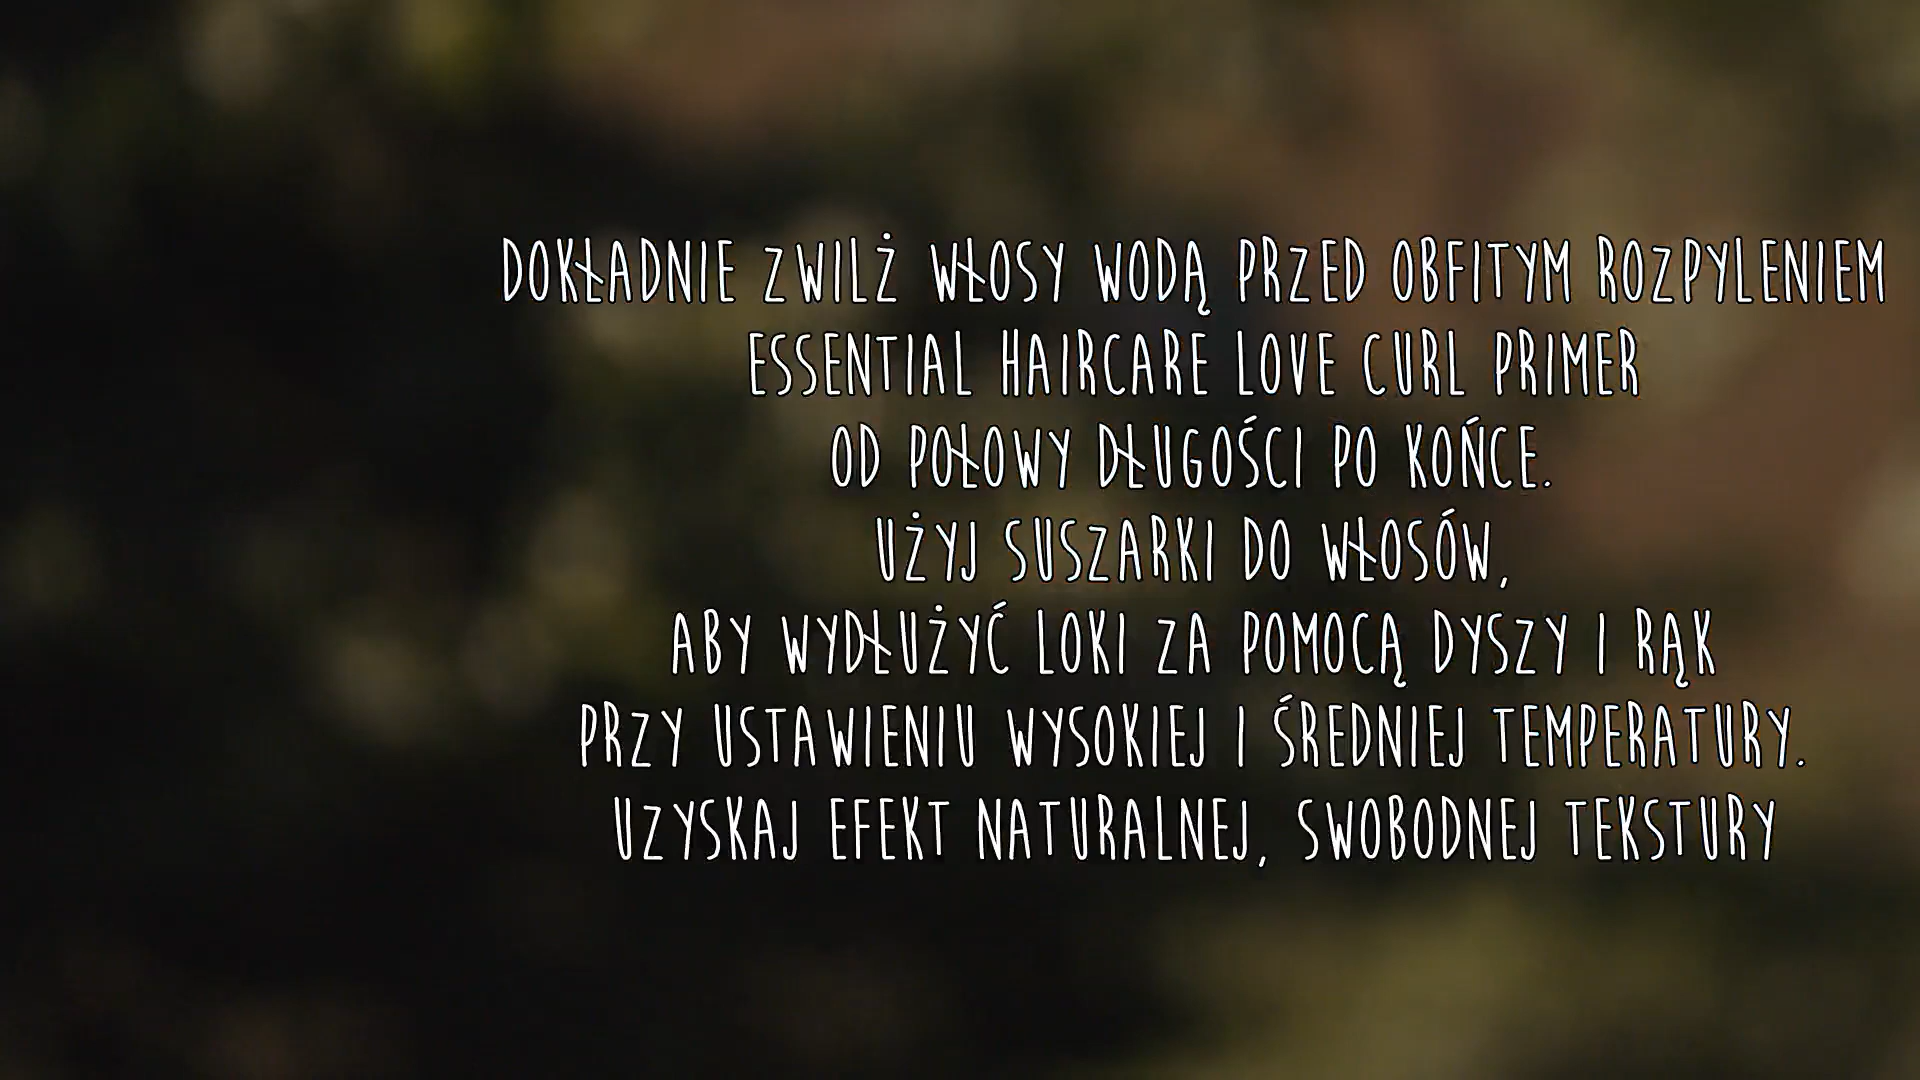 DOKŁADNIE ZWILŻ WŁOSY WODĄ PRZED OBFITYM ROZPYLENIEM
ESSENTIAL HAIRCARE LOVE CURL PRIMER
OD POŁOWY DŁUGOŚCI PO KOŃCE.
UŻYJ SUSZARKI DO WŁOSÓW,
ABY WYDŁUŻYĆ LOKI ZA POMOCĄ DYSZY I RĄK
PRZY USTAWIENIU WYSOKIEJ I ŚREDNIEJ TEMPERATURY.
UZYSKAJ EFEKT NATURALNEJ, SWOBODNEJ TEKSTURY